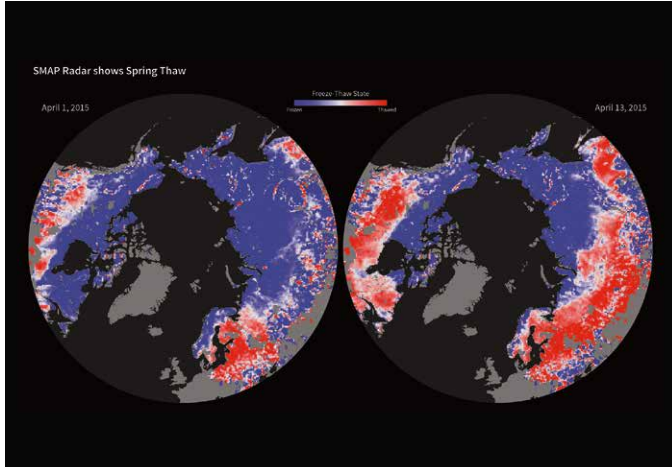 SMAP Radar shows Spring Thaw
Freeze-Thaw State
Frozen
Thawed
April 1, 2015
April 13, 2015